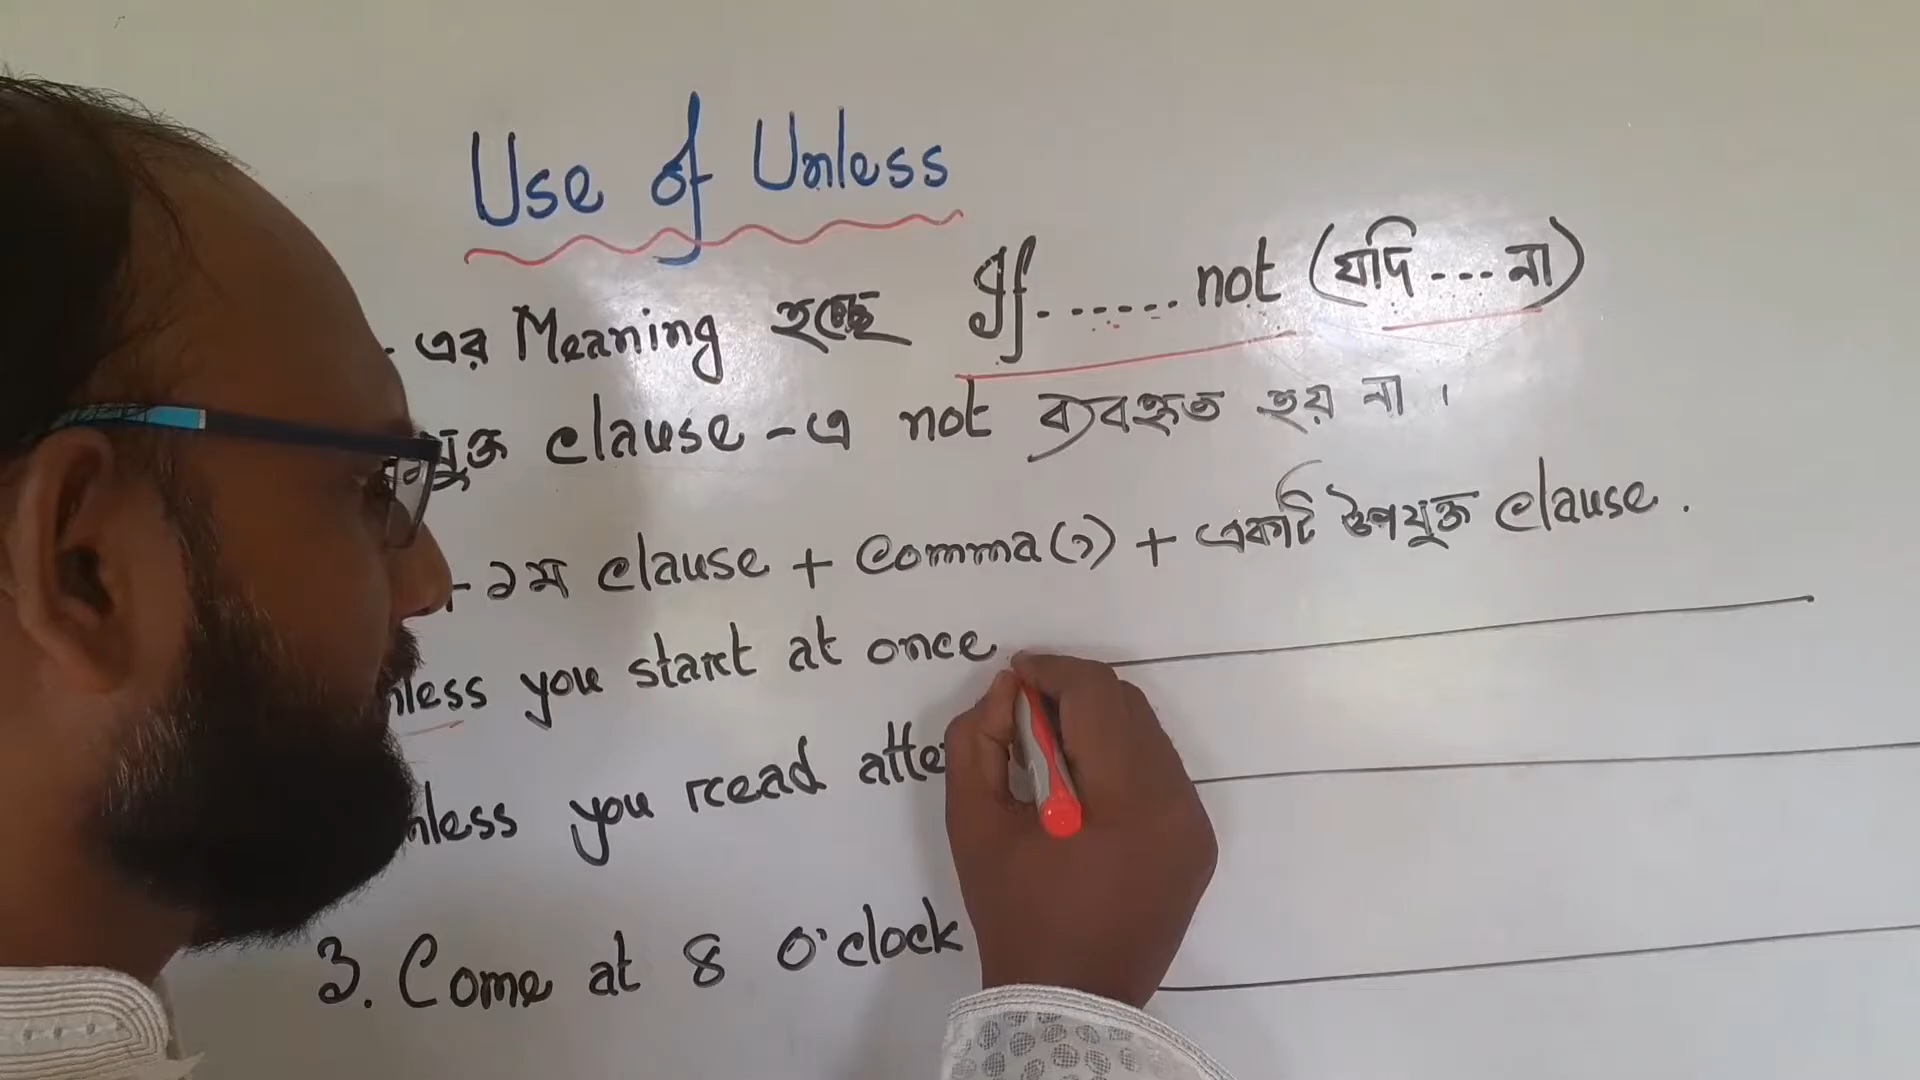 Use of Unless
- এর Meaning হচ্ছে If....... not (যদি --- না)
যুক্ত clause - এ not ব্যবহৃত হয় না।
- ১ম clause + Comma(,) + একটি উপযুক্ত clause.
nless you start at once
nless you read atte
3. Come at 8 O'clock